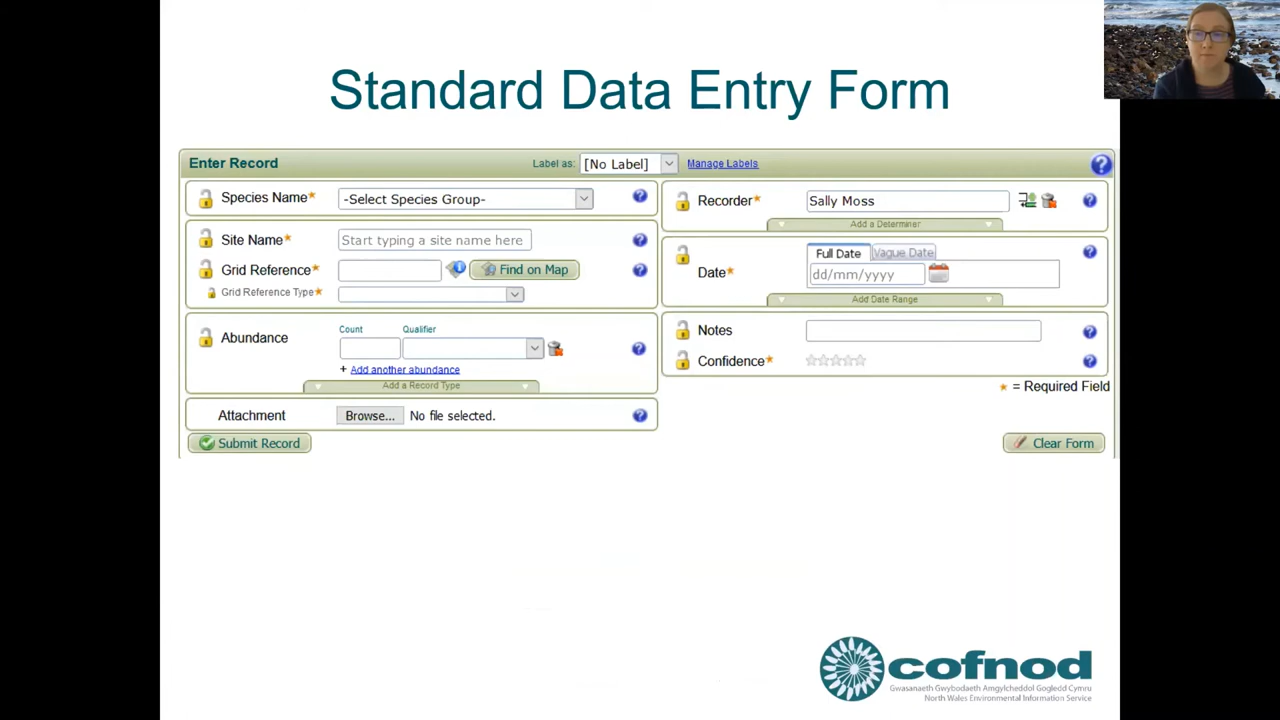 Standard Data Entry Form
Enter Record
Label as: [No Label] Manage Labels
Species Name* -Select Species Group-
Site Name* Start typing a site name here
Grid Reference* Find on Map
Grid Reference Type*
Abundance Count Qualifier
+ Add another abundance
Add a Record Type
Attachment Browse... No file selected.
Submit Record
Recorder* Sally Moss
Add a Determiner
Full Date Vague Date
Date* dd/mm/yyyy
Add Date Range
Notes
Confidence*
* = Required Field
Clear Form
cofnod
Gwasanaeth Gwybodaeth Amgylcheddol Gogledd Cymru
North Wales Environmental Information Service